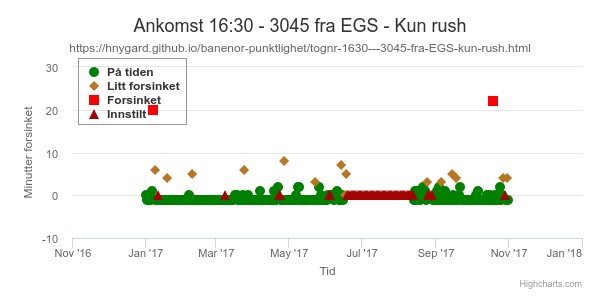 Ankomst 16:30 - 3045 fra EGS - Kun rush
https://hnygard.github.io/banenor-punktlighet/tognr-1630---3045-fra-EGS-kun-rush.html
På tiden
Litt forsinket
Forsinket
Innstilt
Minutter forsinket
30
20
10
0
-10
Nov '16 Jan '17 Mar '17 May '17 Jul '17 Sep '17 Nov '17 Jan '18
Tid
Highcharts.com